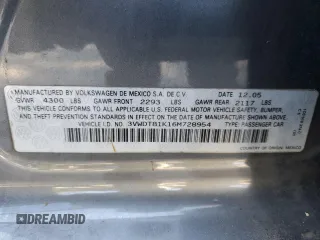 MANUFACTURED BY VOLKSWAGEN DE MEXICO S.A. DE C.V. 12.05
GVWR 4300 LBS GAWR FRONT 2293 LBS GAWR REAR 2117 LBS
THIS VEHICLE CONFORMS TO ALL APPLICABLE U.S. FEDERAL MOTOR VEHICLE SAFETY, BUMPER,
AND THEFT PREVENTION STANDARDS IN EFFECT ON THE DATE OF MANUFACTURE SHOWN ABOVE.
VEHICLE I.D. NO. 3VWDT81K16M728954 TYPE: PASSENGER CAR
COUNTRY OF ORIGIN: MEXICO
DREAMBID